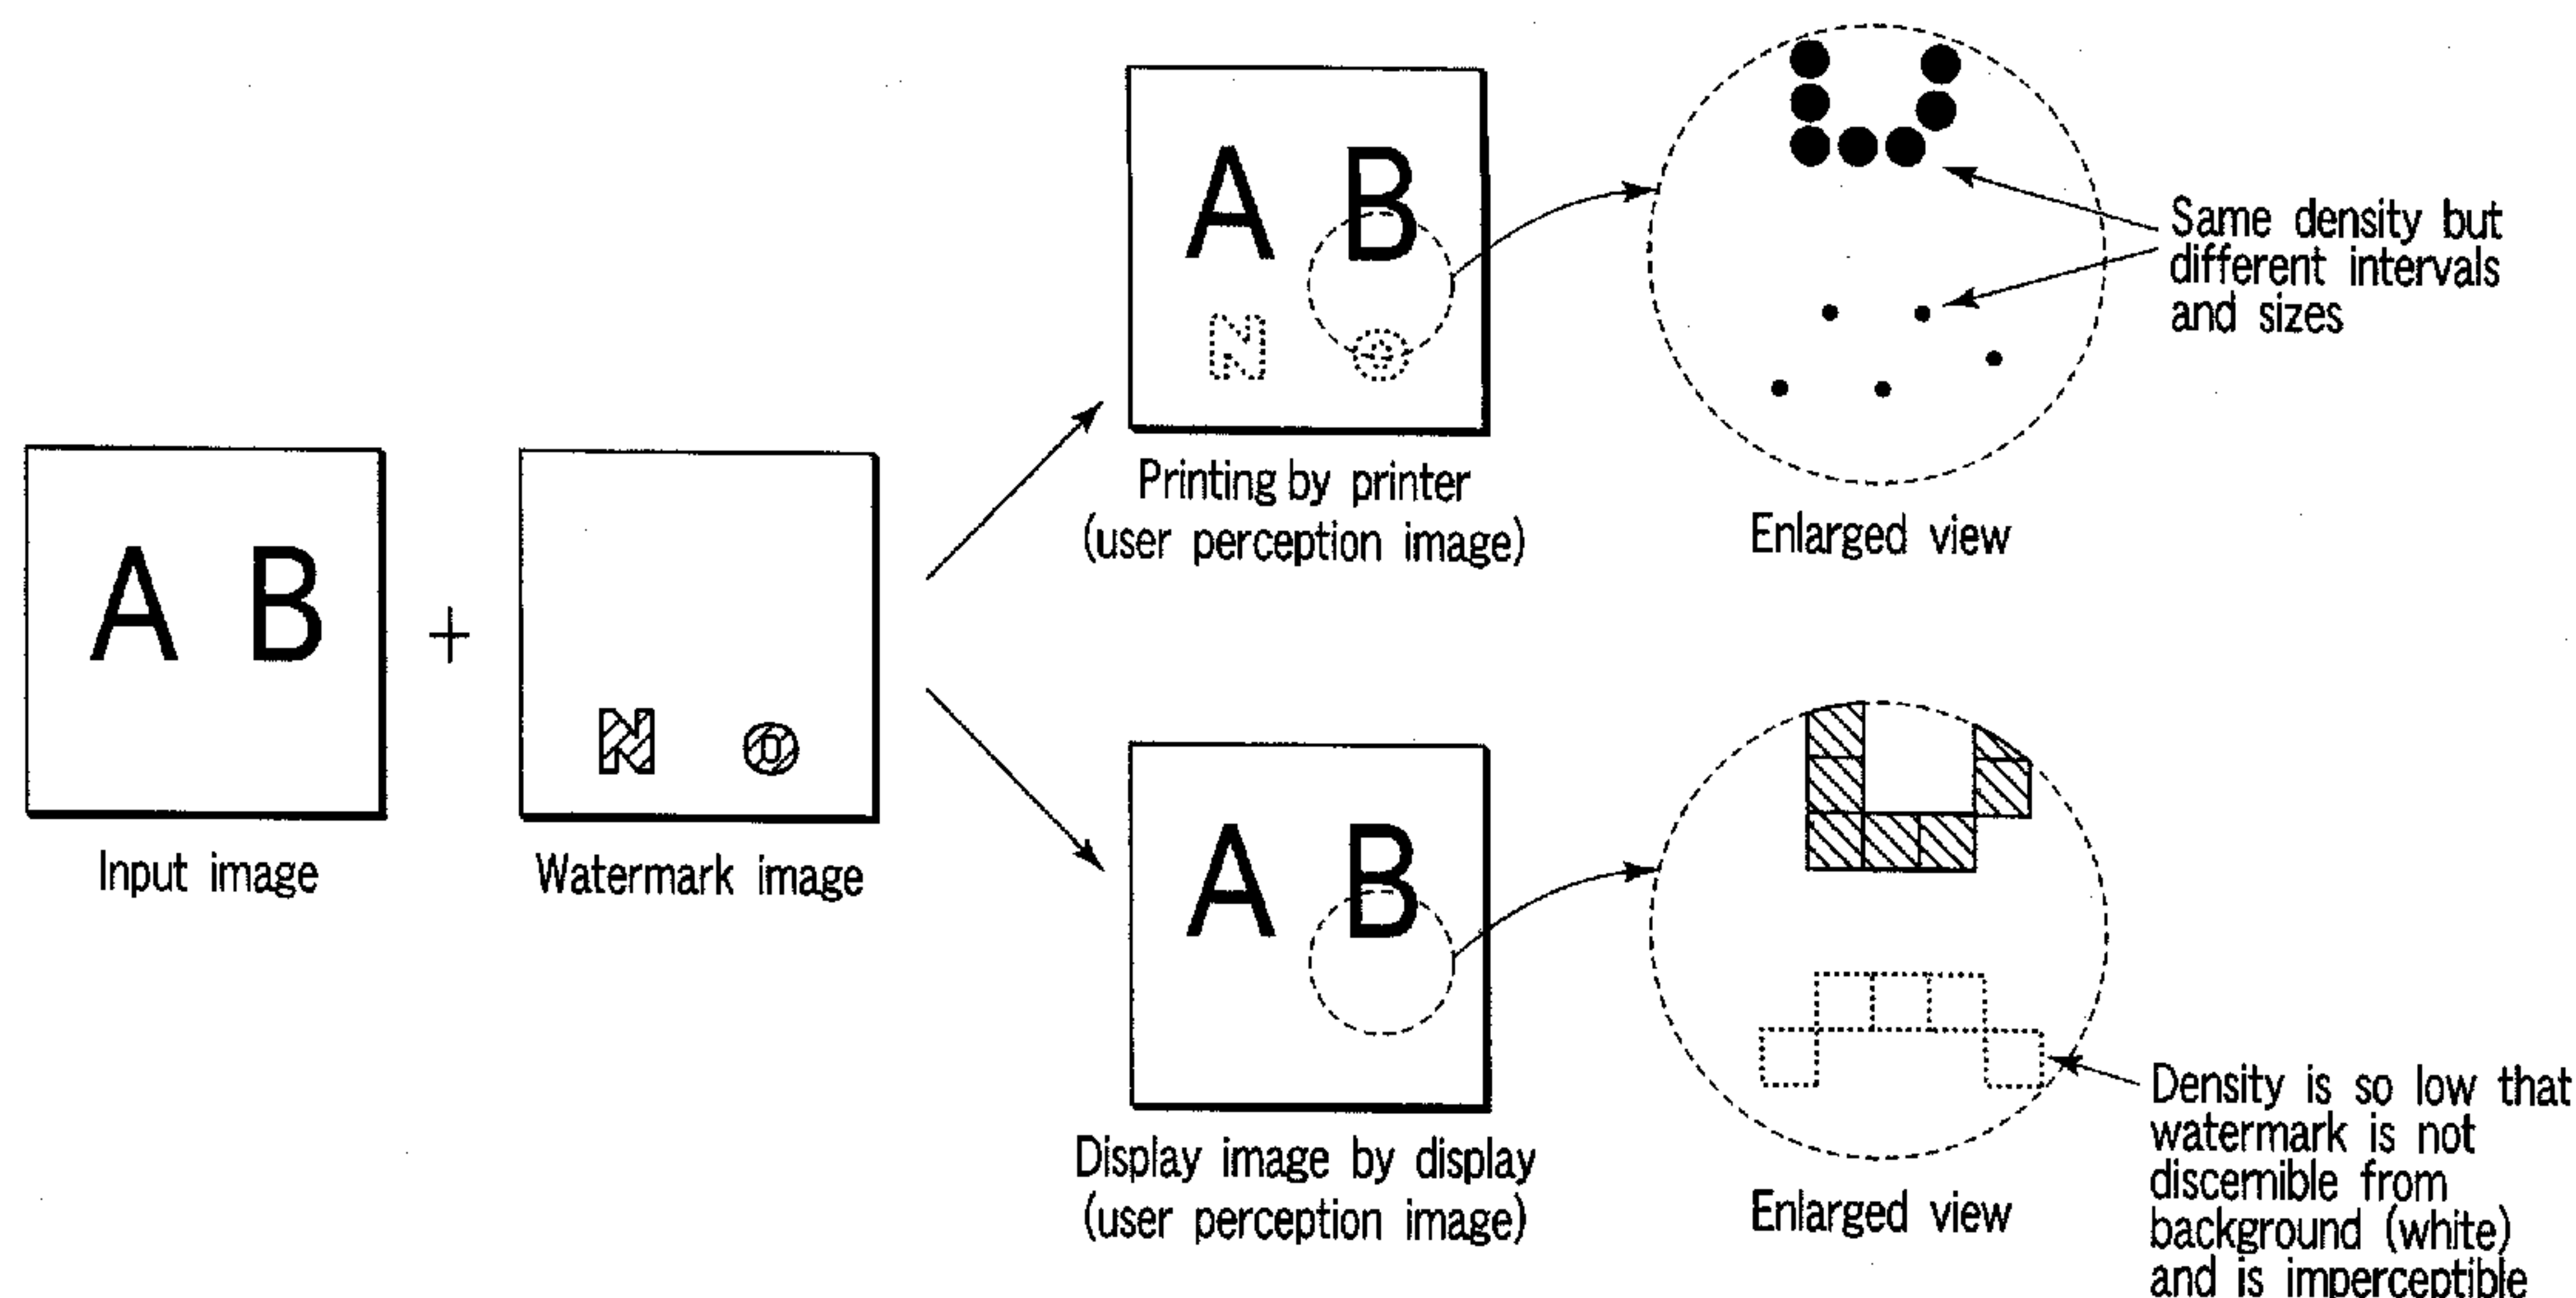 A B
Input image
+
N O
Watermark image
A B
N O
Printing by printer
(user perception image)
Enlarged view
Same density but
different intervals
and sizes
A B
Display image by display
(user perception image)
Enlarged view
Density is so low that
watermark is not
discernible from
background (white)
and is imperceptible